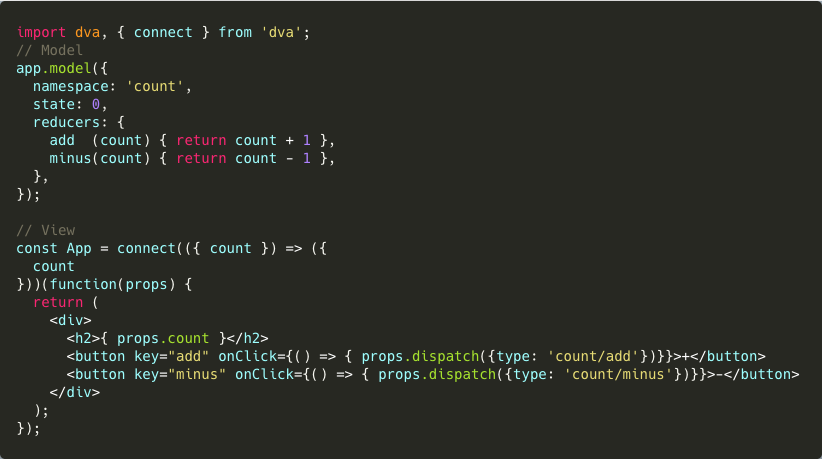 import dva, { connect } from 'dva';
// Model
app.model({
  namespace: 'count',
  state: 0,
  reducers: {
    add  (count) { return count + 1 },
    minus(count) { return count - 1 },
  },
});

// View
const App = connect(({ count }) => ({
  count
}))(function(props) {
  return (
    <div>
      <h2>{ props.count }</h2>
      <button key="add" onClick={() => { props.dispatch({type: 'count/add'})}}>+</button>
      <button key="minus" onClick={() => { props.dispatch({type: 'count/minus'})}}>-</button>
    </div>
  );
});